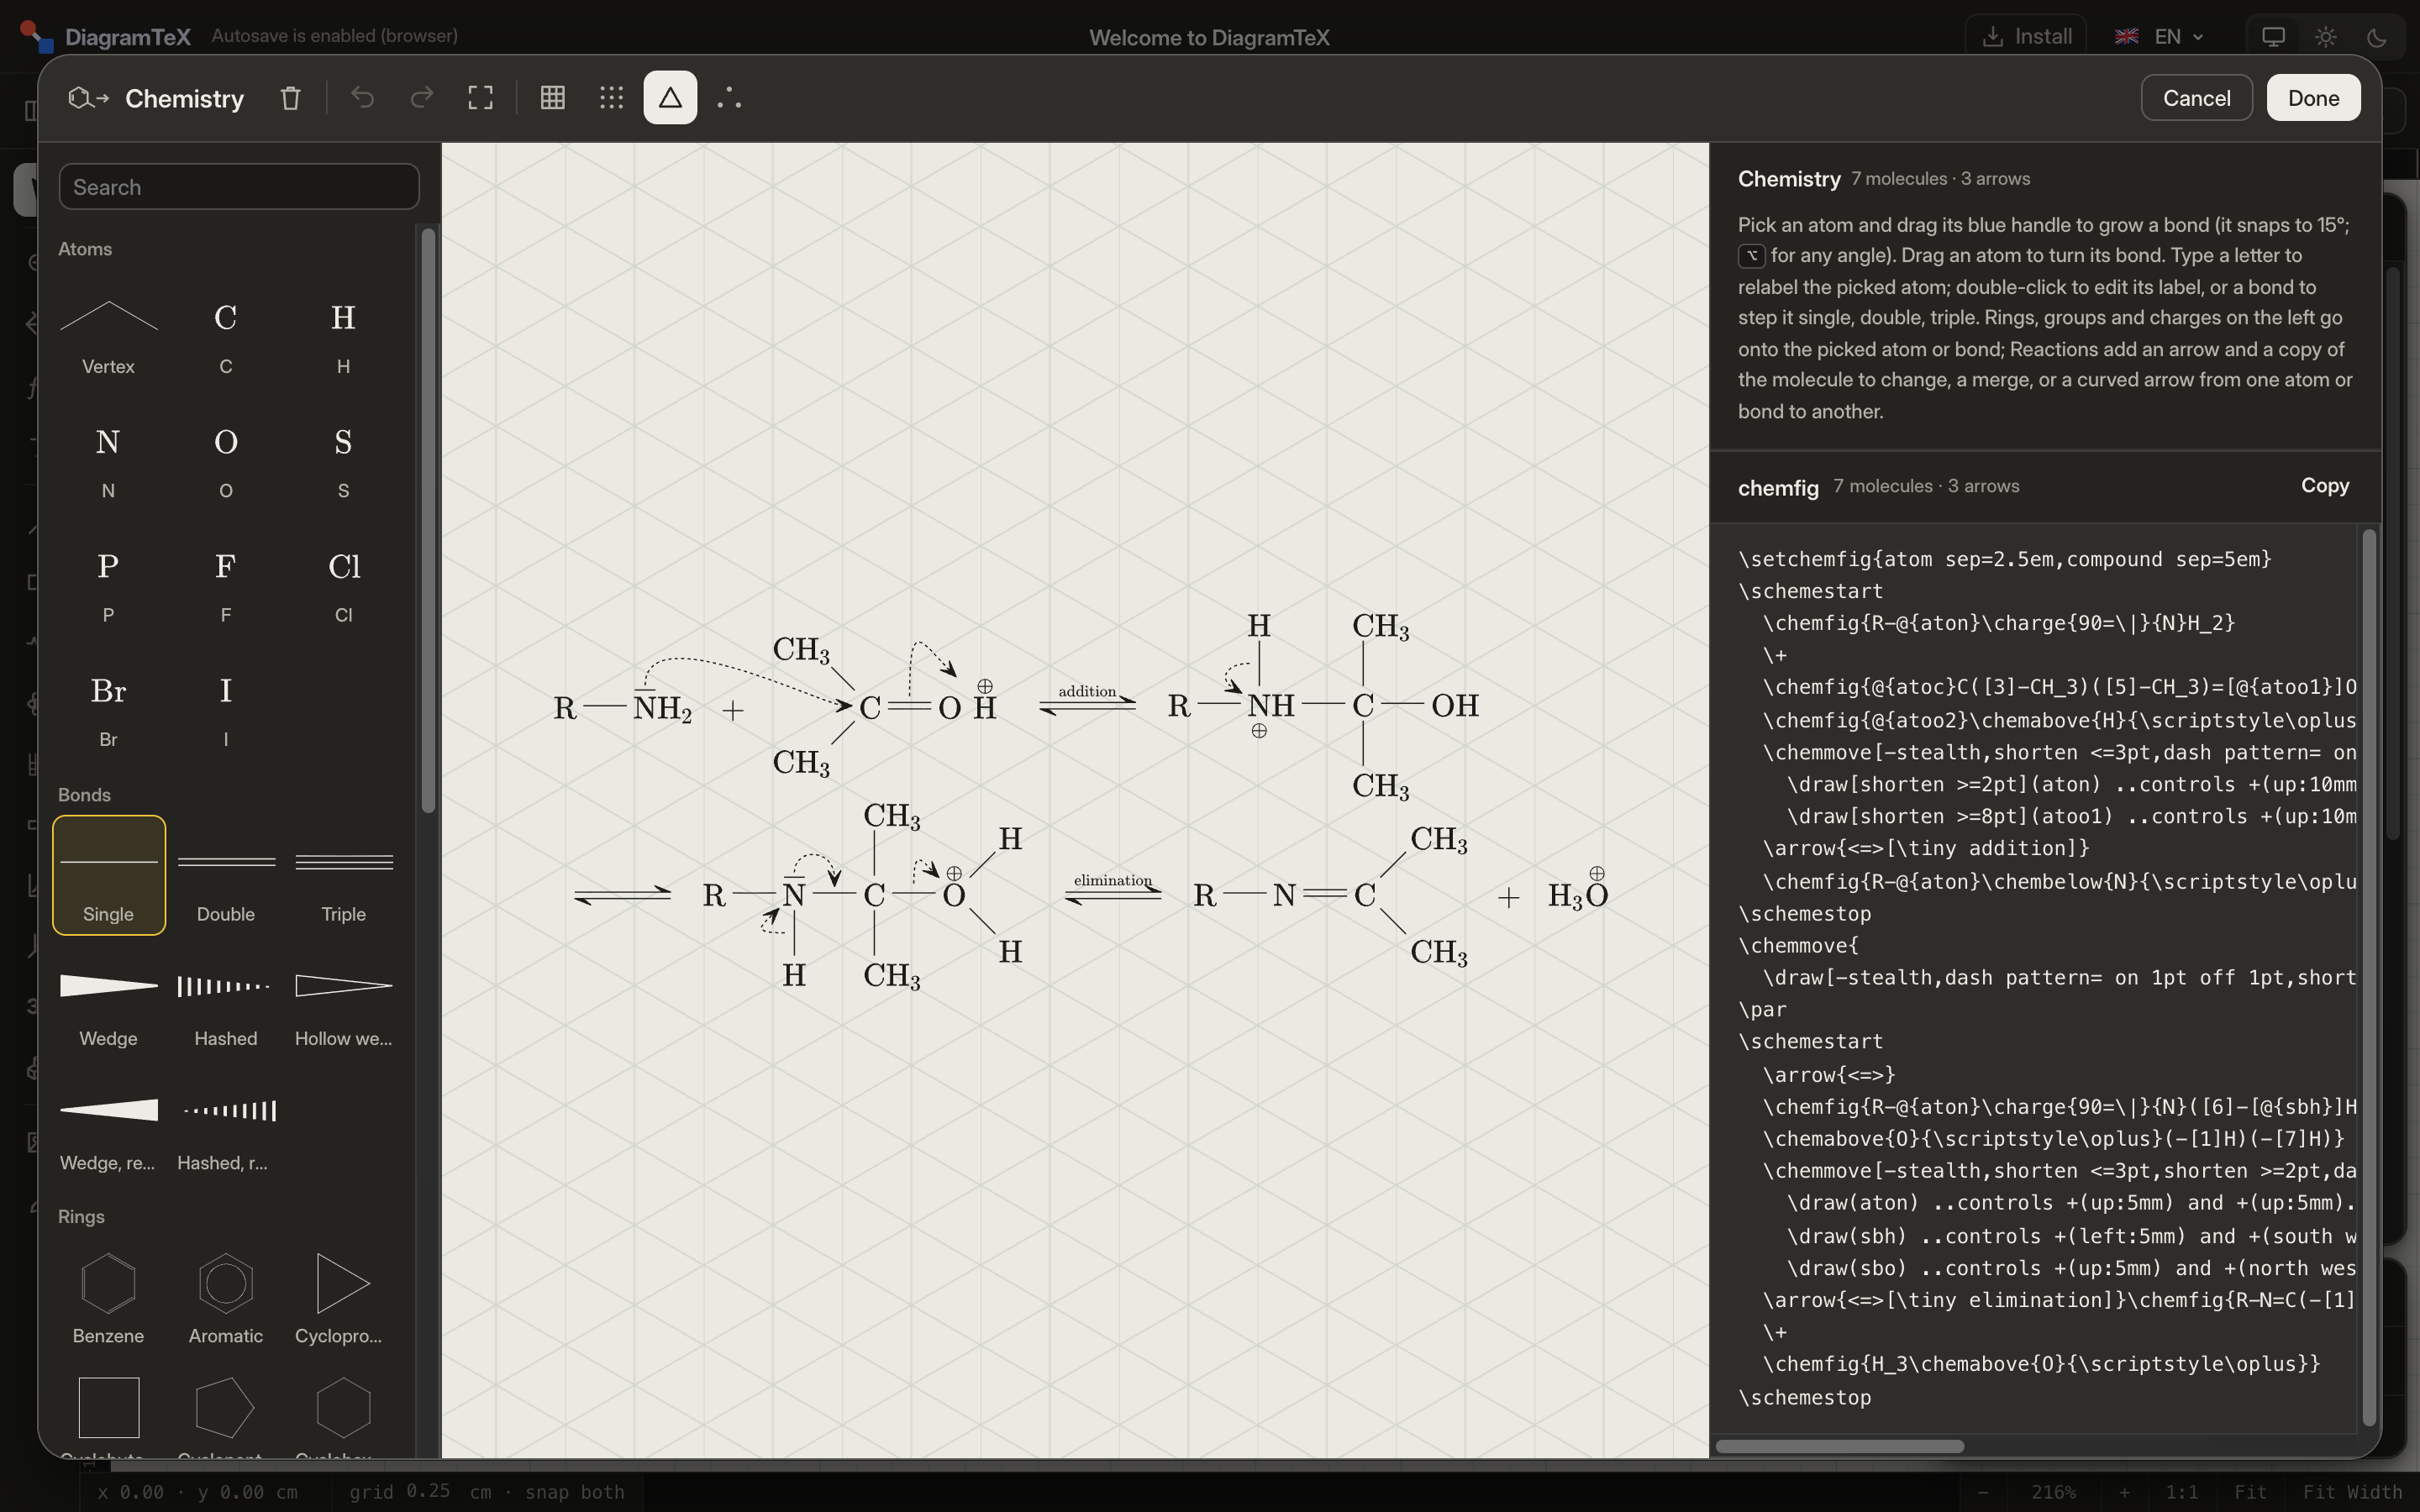 DiagramTeX Autosave is enabled (browser)
Welcome to DiagramTeX
Install
EN
Chemistry
Cancel
Done
Search
Atoms
Vertex
C
C
H
H
N
N
O
O
S
S
P
P
F
F
Cl
Cl
Br
Br
I
I
Bonds
Single
Double
Triple
Wedge
Hashed
Hollow we...
Wedge, re...
Hashed, r...
Rings
Benzene
Aromatic
Cyclopro...
R NH2 + CH3 C O H ⊕ CH3
addition
R NH ⊕ H C CH3 OH CH3
R N H C CH3 CH3 O ⊕ H H
elimination
R N C CH3 CH3 + H3O ⊕
Chemistry 7 molecules · 3 arrows
Pick an atom and drag its blue handle to grow a bond (it snaps to 15°;
⌥ for any angle). Drag an atom to turn its bond. Type a letter to
relabel the picked atom; double-click to edit its label, or a bond to
step it single, double, triple. Rings, groups and charges on the left go
onto the picked atom or bond; Reactions add an arrow and a copy of
the molecule to change, a merge, or a curved arrow from one atom or
bond to another.
chemfig 7 molecules · 3 arrows
Copy
\setchemfig{atom sep=2.5em,compound sep=5em}
\schemestart
\chemfig{R-@{aton}\charge{90=\|}{N}H_2}
\+
\chemfig{@{atoc}C([3]-CH_3)([5]-CH_3)=[@{atoo1}]O
\chemfig{@{atoo2}\chemabove{H}{\scriptstyle\oplus
\chemmove[-stealth,shorten <=3pt,dash pattern= on
\draw[shorten >=2pt](aton) ..controls +(up:10mm
\draw[shorten >=8pt](atoo1) ..controls +(up:10m
\arrow{<=>[\tiny addition]}
\chemfig{R-@{aton}\chembelow{N}{\scriptstyle\oplu
\schemestop
\chemmove{
\draw[-stealth,dash pattern= on 1pt off 1pt,short
\par
\schemestart
\arrow{<=>}
\chemfig{R-@{aton}\charge{90=\|}{N}([6]-[@{sbh}]H
\chemabove{O}{\scriptstyle\oplus}(-[1]H)(-[7]H)}
\chemmove[-stealth,shorten <=3pt,shorten >=2pt,da
\draw(aton) ..controls +(up:5mm) and +(up:5mm).
\draw(sbh) ..controls +(left:5mm) and +(south w
\draw(sbo) ..controls +(up:5mm) and +(north wes
\arrow{<=>[\tiny elimination]}\chemfig{R-N=C(-[1]
\+
\chemfig{H_3\chemabove{O}{\scriptstyle\oplus}}
\schemestop
x 0.00 · y 0.00 cm
grid 0.25 cm · snap both
− 216% + 1:1 Fit Fit Width